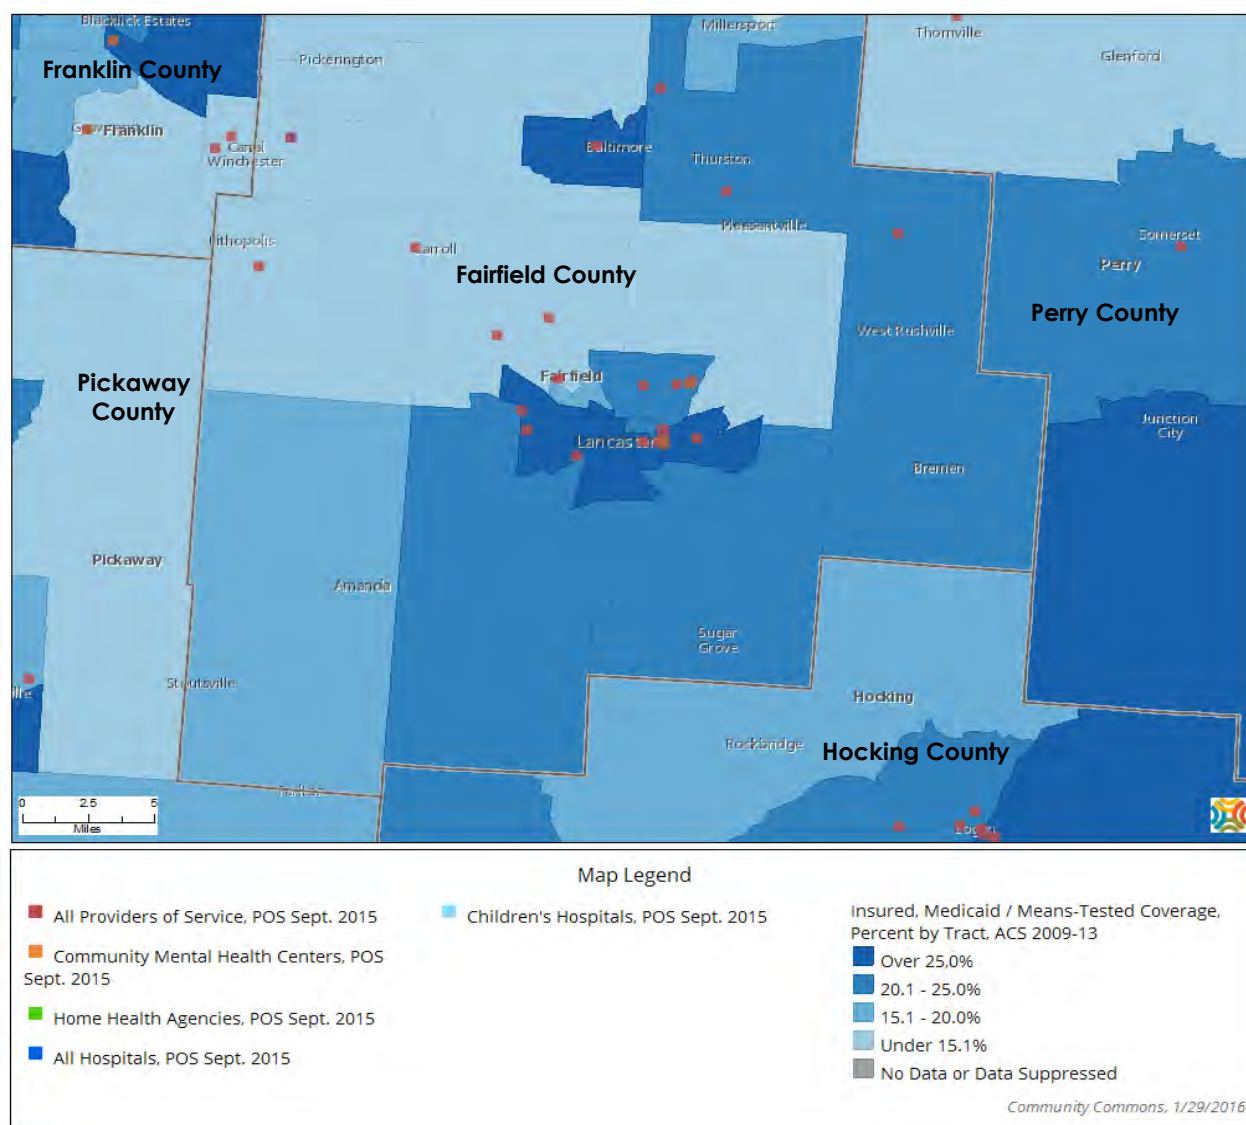 Blacklick Estates
Millersport
Thornville
Franklin County
Pickerington
Glenford
Franklin
Canal
Winchester
Baltimore
Thurston
Lithopolis
Carroll
Pleasantville
Somerset
Fairfield County
Perry
Perry County
West Rushville
Pickaway
County
Fairfield
Junction
City
Lancaster
Bremen
Pickaway
Amanda
Sugar
Grove
Stoutsville
ille
Hocking
Rockbridge
Hocking County
Tarlton
Logan
0 2.5 5
Miles
Map Legend
All Providers of Service, POS Sept. 2015
Community Mental Health Centers, POS
Sept. 2015
Home Health Agencies, POS Sept. 2015
All Hospitals, POS Sept. 2015
Children's Hospitals, POS Sept. 2015
Insured, Medicaid / Means-Tested Coverage,
Percent by Tract, ACS 2009-13
Over 25.0%
20.1 - 25.0%
15.1 - 20.0%
Under 15.1%
No Data or Data Suppressed
Community Commons, 1/29/2016